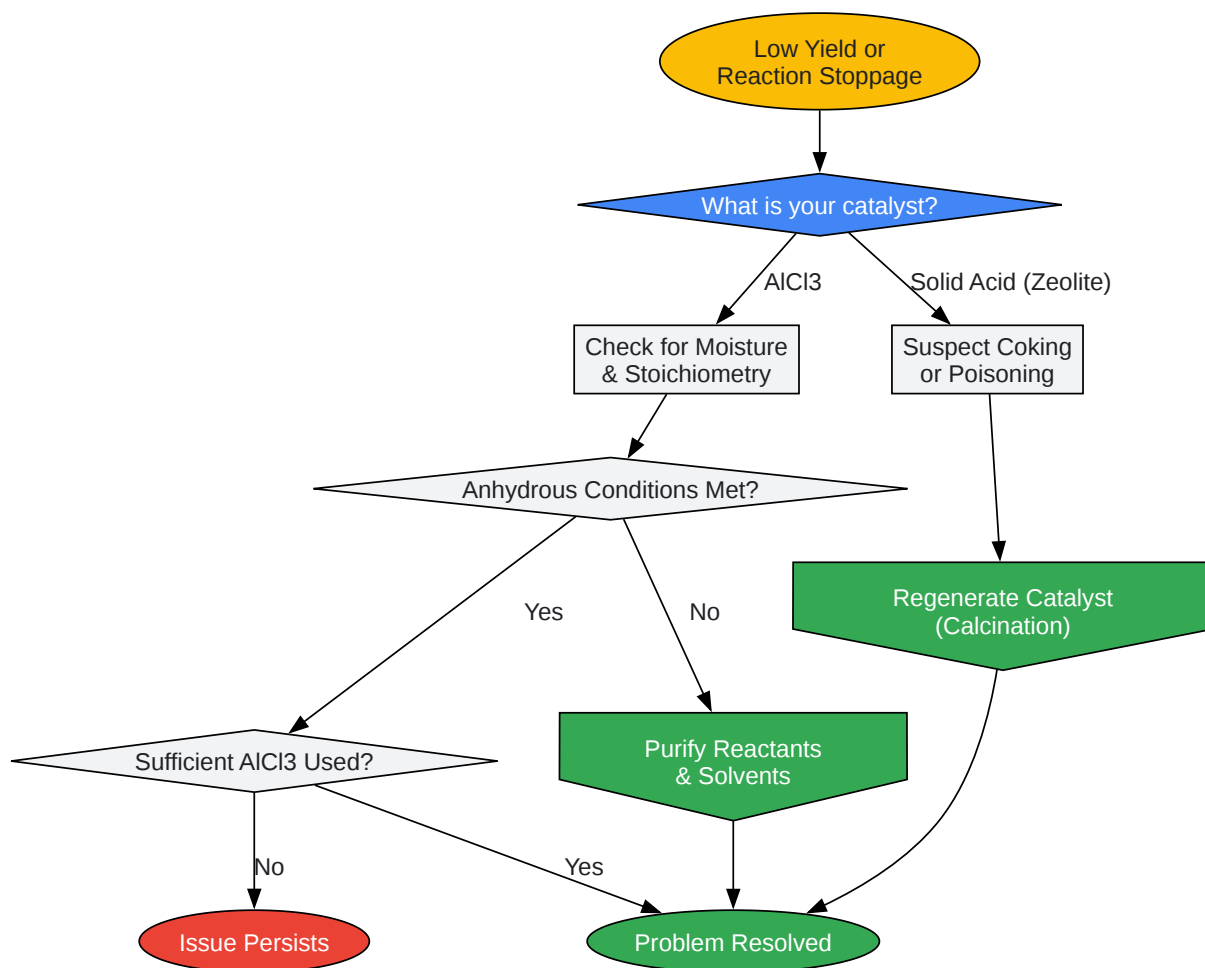 Low Yield or
Reaction Stoppage
What is your catalyst?
AlCl3
Solid Acid (Zeolite)
Check for Moisture
& Stoichiometry
Suspect Coking
or Poisoning
Anhydrous Conditions Met?
Yes
No
Regenerate Catalyst
(Calcination)
Sufficient AlCl3 Used?
Purify Reactants
& Solvents
No
Yes
Issue Persists
Problem Resolved